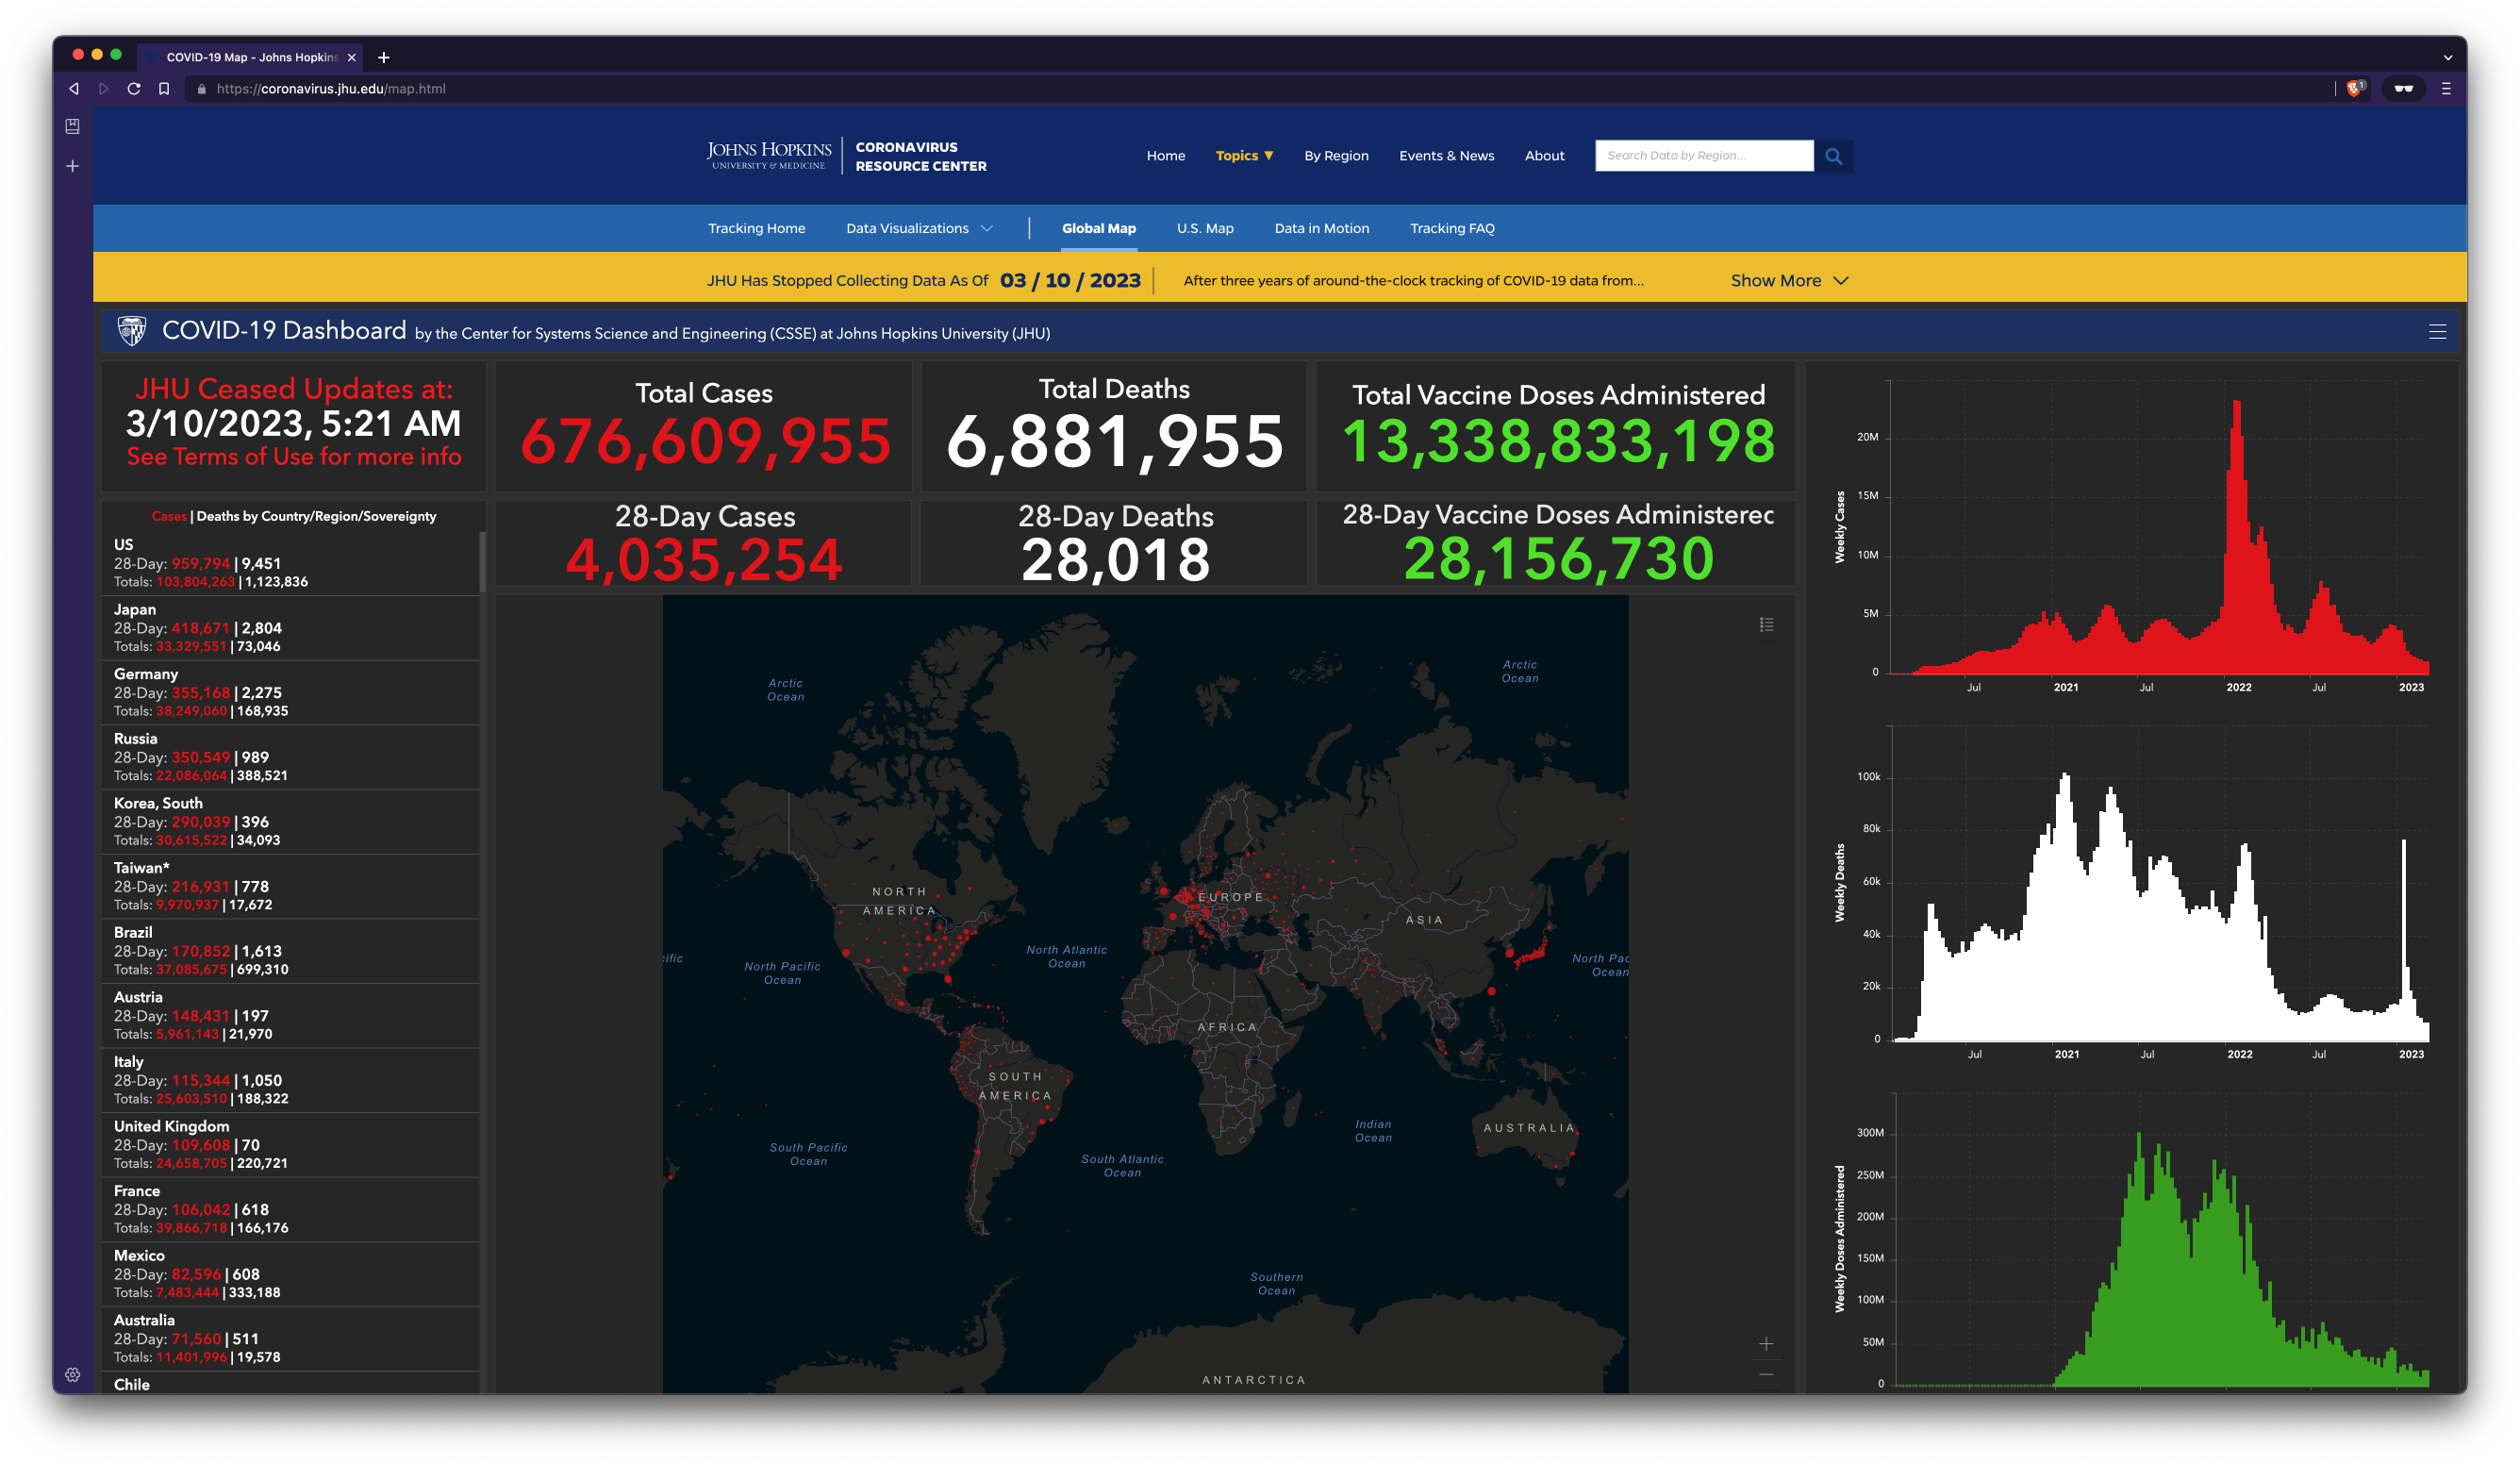 COVID-19 Map - Johns Hopkins
https://coronavirus.jhu.edu/map.html
1
JOHNS HOPKINS
UNIVERSITY & MEDICINE
CORONAVIRUS
RESOURCE CENTER
Home
Topics ▼
By Region
Events & News
About
Search Data by Region...
Tracking Home
Data Visualizations
Global Map
U.S. Map
Data in Motion
Tracking FAQ
JHU Has Stopped Collecting Data As Of 03 / 10 / 2023
After three years of around-the-clock tracking of COVID-19 data from...
Show More
COVID-19 Dashboard by the Center for Systems Science and Engineering (CSSE) at Johns Hopkins University (JHU)
JHU Ceased Updates at:
3/10/2023, 5:21 AM
See Terms of Use for more info
Total Cases
676,609,955
Total Deaths
6,881,955
Total Vaccine Doses Administered
13,338,833,198
28-Day Cases
4,035,254
28-Day Deaths
28,018
28-Day Vaccine Doses Administered
28,156,730
Cases | Deaths by Country/Region/Sovereignty
US
28-Day: 959,794 | 9,451
Totals: 103,804,263 | 1,123,836
Japan
28-Day: 418,671 | 2,804
Totals: 33,329,551 | 73,046
Germany
28-Day: 355,168 | 2,275
Totals: 38,249,060 | 168,935
Russia
28-Day: 350,549 | 989
Totals: 22,086,064 | 388,521
Korea, South
28-Day: 290,039 | 396
Totals: 30,615,522 | 34,093
Taiwan*
28-Day: 216,931 | 778
Totals: 9,970,937 | 17,672
Brazil
28-Day: 170,852 | 1,613
Totals: 37,085,675 | 699,310
Austria
28-Day: 148,431 | 197
Totals: 5,961,143 | 21,970
Italy
28-Day: 115,344 | 1,050
Totals: 25,603,510 | 188,322
United Kingdom
28-Day: 109,608 | 70
Totals: 24,658,705 | 220,721
France
28-Day: 106,042 | 618
Totals: 39,866,718 | 166,176
Mexico
28-Day: 82,596 | 608
Totals: 7,483,444 | 333,188
Australia
28-Day: 71,560 | 511
Totals: 11,401,996 | 19,578
Chile
Arctic
Ocean
Arctic
Ocean
NORTH
AMERICA
EUROPE
ASIA
ific
North Pacific
Ocean
North Atlantic
Ocean
North Pac
Ocean
AFRICA
SOUTH
AMERICA
Indian
Ocean
AUSTRALIA
South Pacific
Ocean
South Atlantic
Ocean
Southern
Ocean
ANTARCTICA
Weekly Cases
20M
15M
10M
5M
0
Jul
2021
Jul
2022
Jul
2023
Weekly Deaths
100k
80k
60k
40k
20k
0
Jul
2021
Jul
2022
Jul
2023
Weekly Doses Administered
300M
250M
200M
150M
100M
50M
0